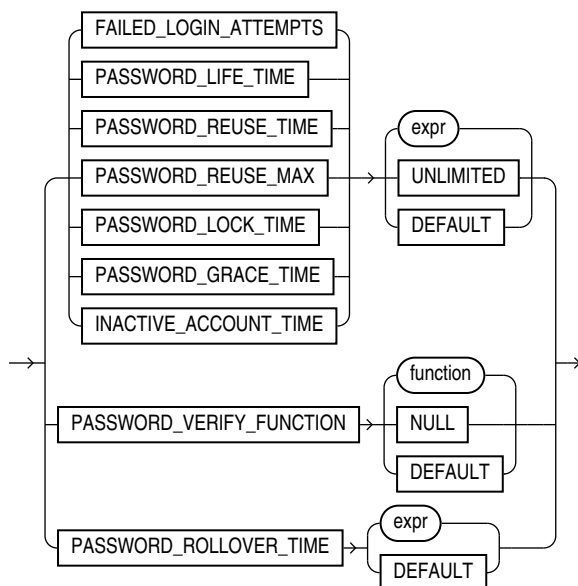 FAILED_LOGIN_ATTEMPTS
PASSWORD_LIFE_TIME
PASSWORD_REUSE_TIME
PASSWORD_REUSE_MAX
PASSWORD_LOCK_TIME
PASSWORD_GRACE_TIME
INACTIVE_ACCOUNT_TIME
expr
UNLIMITED
DEFAULT
PASSWORD_VERIFY_FUNCTION
function
NULL
DEFAULT
PASSWORD_ROLLOVER_TIME
expr
DEFAULT